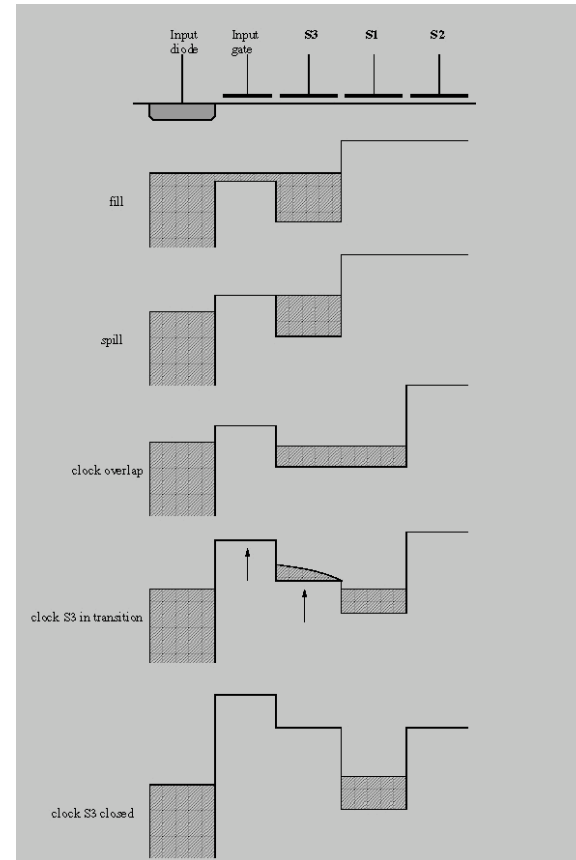 Input diode
Input gate
S3
S1
S2
fill
spill
clock overlap
clock S3 in transition
clock S3 closed